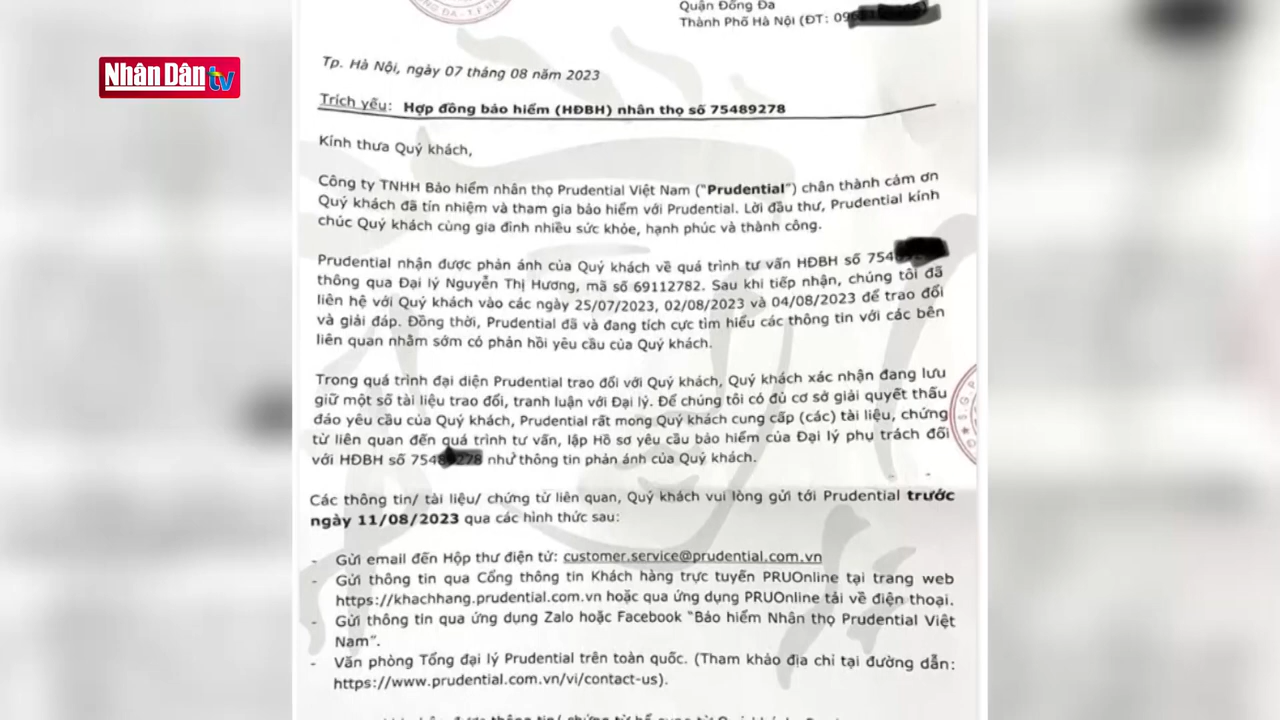 Nhân Dân tv
Quận Đống Đa
Thành Phố Hà Nội (ĐT: 09
Tp. Hà Nội, ngày 07 tháng 08 năm 2023
Trích yếu: Hợp đồng bảo hiểm (HĐBH) nhân thọ số 75489278
Kính thưa Quý khách,
Công ty TNHH Bảo hiểm nhân thọ Prudential Việt Nam (“Prudential”) chân thành cám ơn
Quý khách đã tín nhiệm và tham gia bảo hiểm với Prudential. Lời đầu thư, Prudential kính
chúc Quý khách cùng gia đình nhiều sức khỏe, hạnh phúc và thành công.
Prudential nhận được phản ánh của Quý khách về quá trình tư vấn HĐBH số 754
thông qua Đại lý Nguyễn Thị Hương, mã số 69112782. Sau khi tiếp nhận, chúng tôi đã
liên hệ với Quý khách vào các ngày 25/07/2023, 02/08/2023 và 04/08/2023 để trao đổi
và giải đáp. Đồng thời, Prudential đã và đang tích cực tìm hiểu các thông tin với các bên
liên quan nhằm sớm có phản hồi yêu cầu của Quý khách.
Trong quá trình đại diện Prudential trao đổi với Quý khách, Quý khách xác nhận đang lưu
giữ một số tài liệu trao đổi, tranh luận với Đại lý. Để chúng tôi có đủ cơ sở giải quyết thấu
đáo yêu cầu của Quý khách, Prudential rất mong Quý khách cung cấp (các) tài liệu, chứng
từ liên quan đến quá trình tư vấn, lập Hồ sơ yêu cầu bảo hiểm của Đại lý phụ trách đối
với HĐBH số 75489278 như thông tin phản ánh của Quý khách.
Các thông tin/ tài liệu/ chứng từ liên quan, Quý khách vui lòng gửi tới Prudential trước
ngày 11/08/2023 qua các hình thức sau:
- Gửi email đến Hộp thư điện tử: customer.service@prudential.com.vn
- Gửi thông tin qua Cổng thông tin Khách hàng trực tuyến PRUOnline tại trang web
https://khachhang.prudential.com.vn hoặc qua ứng dụng PRUOnline tải về điện thoại.
- Gửi thông tin qua ứng dụng Zalo hoặc Facebook “Bảo hiểm Nhân thọ Prudential Việt
Nam”.
- Văn phòng Tổng đại lý Prudential trên toàn quốc. (Tham khảo địa chỉ tại đường dẫn:
https://www.prudential.com.vn/vi/contact-us).